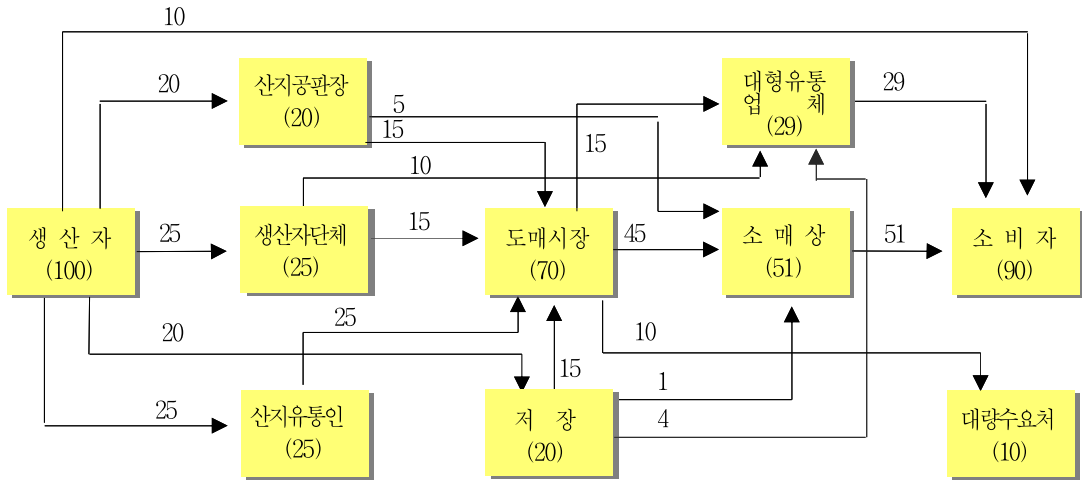 10
20
산지공판장
(20)
5
15
대형유통
업 체
(29)
29
15
10
생 산 자
(100)
25
생산자단체
(25)
15
도매시장
(70)
45
소 매 상
(51)
51
소 비 자
(90)
25
20
10
15
25
산지유통인
(25)
저 장
(20)
1
4
대량수요처
(10)